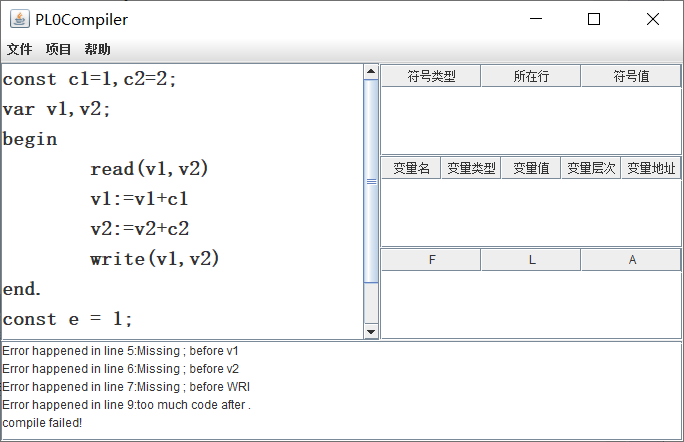 PL0Compiler
文件 项目 帮助
const c1=1,c2=2;
var v1,v2;
begin
read(v1,v2)
v1:=v1+c1
v2:=v2+c2
write(v1,v2)
end.
const e = 1;
符号类型 所在行 符号值
变量名 变量类型 变量值 变量层次 变量地址
F L A
Error happened in line 5:Missing ; before v1
Error happened in line 6:Missing ; before v2
Error happened in line 7:Missing ; before WRI
Error happened in line 9:too much code after .
compile failed!